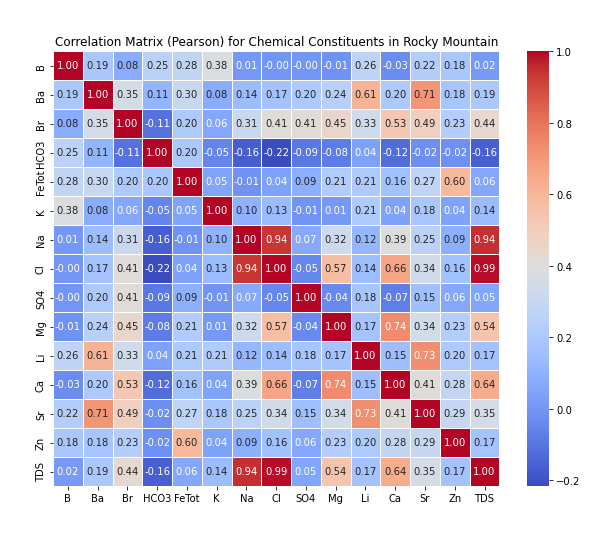 Correlation Matrix (Pearson) for Chemical Constituents in Rocky Mountain
B 1.00 0.19 0.08 0.25 0.28 0.38 0.01 -0.00 -0.00 -0.01 0.26 -0.03 0.22 0.18 0.02
Ba 0.19 1.00 0.35 0.11 0.30 0.08 0.14 0.17 0.20 0.24 0.61 0.20 0.71 0.18 0.19
Br 0.08 0.35 1.00 -0.11 0.20 0.06 0.31 0.41 0.41 0.45 0.33 0.53 0.49 0.23 0.44
HCO3 0.25 0.11 -0.11 1.00 0.20 -0.05 -0.16 -0.22 -0.09 -0.08 0.04 -0.12 -0.02 -0.02 -0.16
FeTot 0.28 0.30 0.20 0.20 1.00 0.05 -0.01 0.04 0.09 0.21 0.21 0.16 0.27 0.60 0.06
K 0.38 0.08 0.06 -0.05 0.05 1.00 0.10 0.13 -0.01 0.01 0.21 0.04 0.18 0.04 0.14
Na 0.01 0.14 0.31 -0.16 -0.01 0.10 1.00 0.94 0.07 0.32 0.12 0.39 0.25 0.09 0.94
Cl -0.00 0.17 0.41 -0.22 0.04 0.13 0.94 1.00 -0.05 0.57 0.14 0.66 0.34 0.16 0.99
SO4 -0.00 0.20 0.41 -0.09 0.09 -0.01 0.07 -0.05 1.00 -0.04 0.18 -0.07 0.15 0.06 0.05
Mg -0.01 0.24 0.45 -0.08 0.21 0.01 0.32 0.57 -0.04 1.00 0.17 0.74 0.34 0.23 0.54
Li 0.26 0.61 0.33 0.04 0.21 0.21 0.12 0.14 0.18 0.17 1.00 0.15 0.73 0.20 0.17
Ca -0.03 0.20 0.53 -0.12 0.16 0.04 0.39 0.66 -0.07 0.74 0.15 1.00 0.41 0.28 0.64
Sr 0.22 0.71 0.49 -0.02 0.27 0.18 0.25 0.34 0.15 0.34 0.73 0.41 1.00 0.29 0.35
Zn 0.18 0.18 0.23 -0.02 0.60 0.04 0.09 0.16 0.06 0.23 0.20 0.28 0.29 1.00 0.17
TDS 0.02 0.19 0.44 -0.16 0.06 0.14 0.94 0.99 0.05 0.54 0.17 0.64 0.35 0.17 1.00
B Ba Br HCO3 FeTot K Na Cl SO4 Mg Li Ca Sr Zn TDS
1.0
0.8
0.6
0.4
0.2
0.0
−0.2